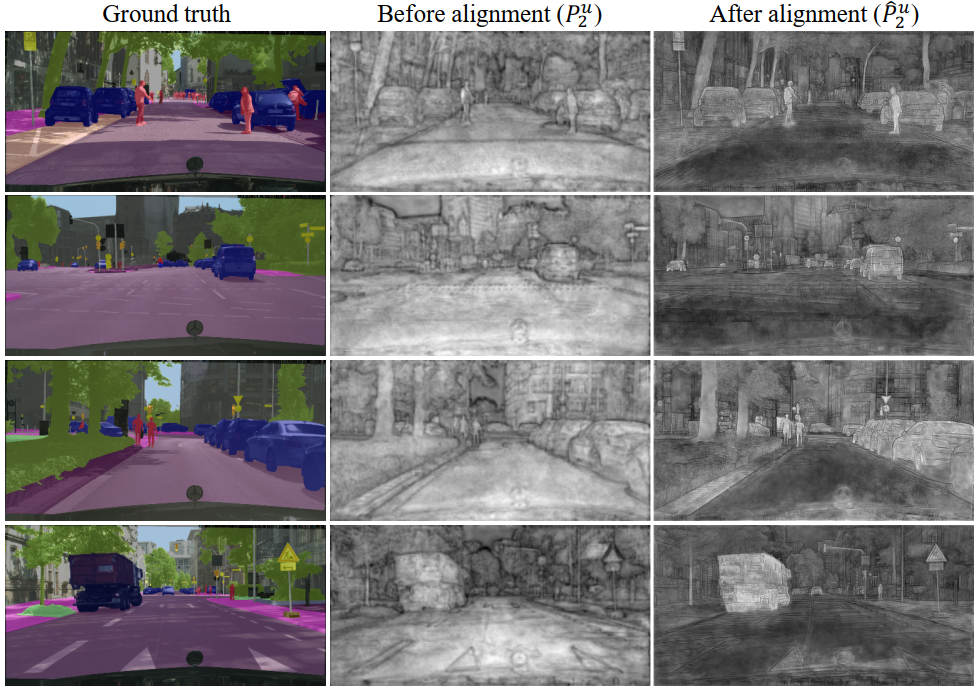 Ground truth
Before alignment (P₂ᵘ)
After alignment (P̂₂ᵘ)